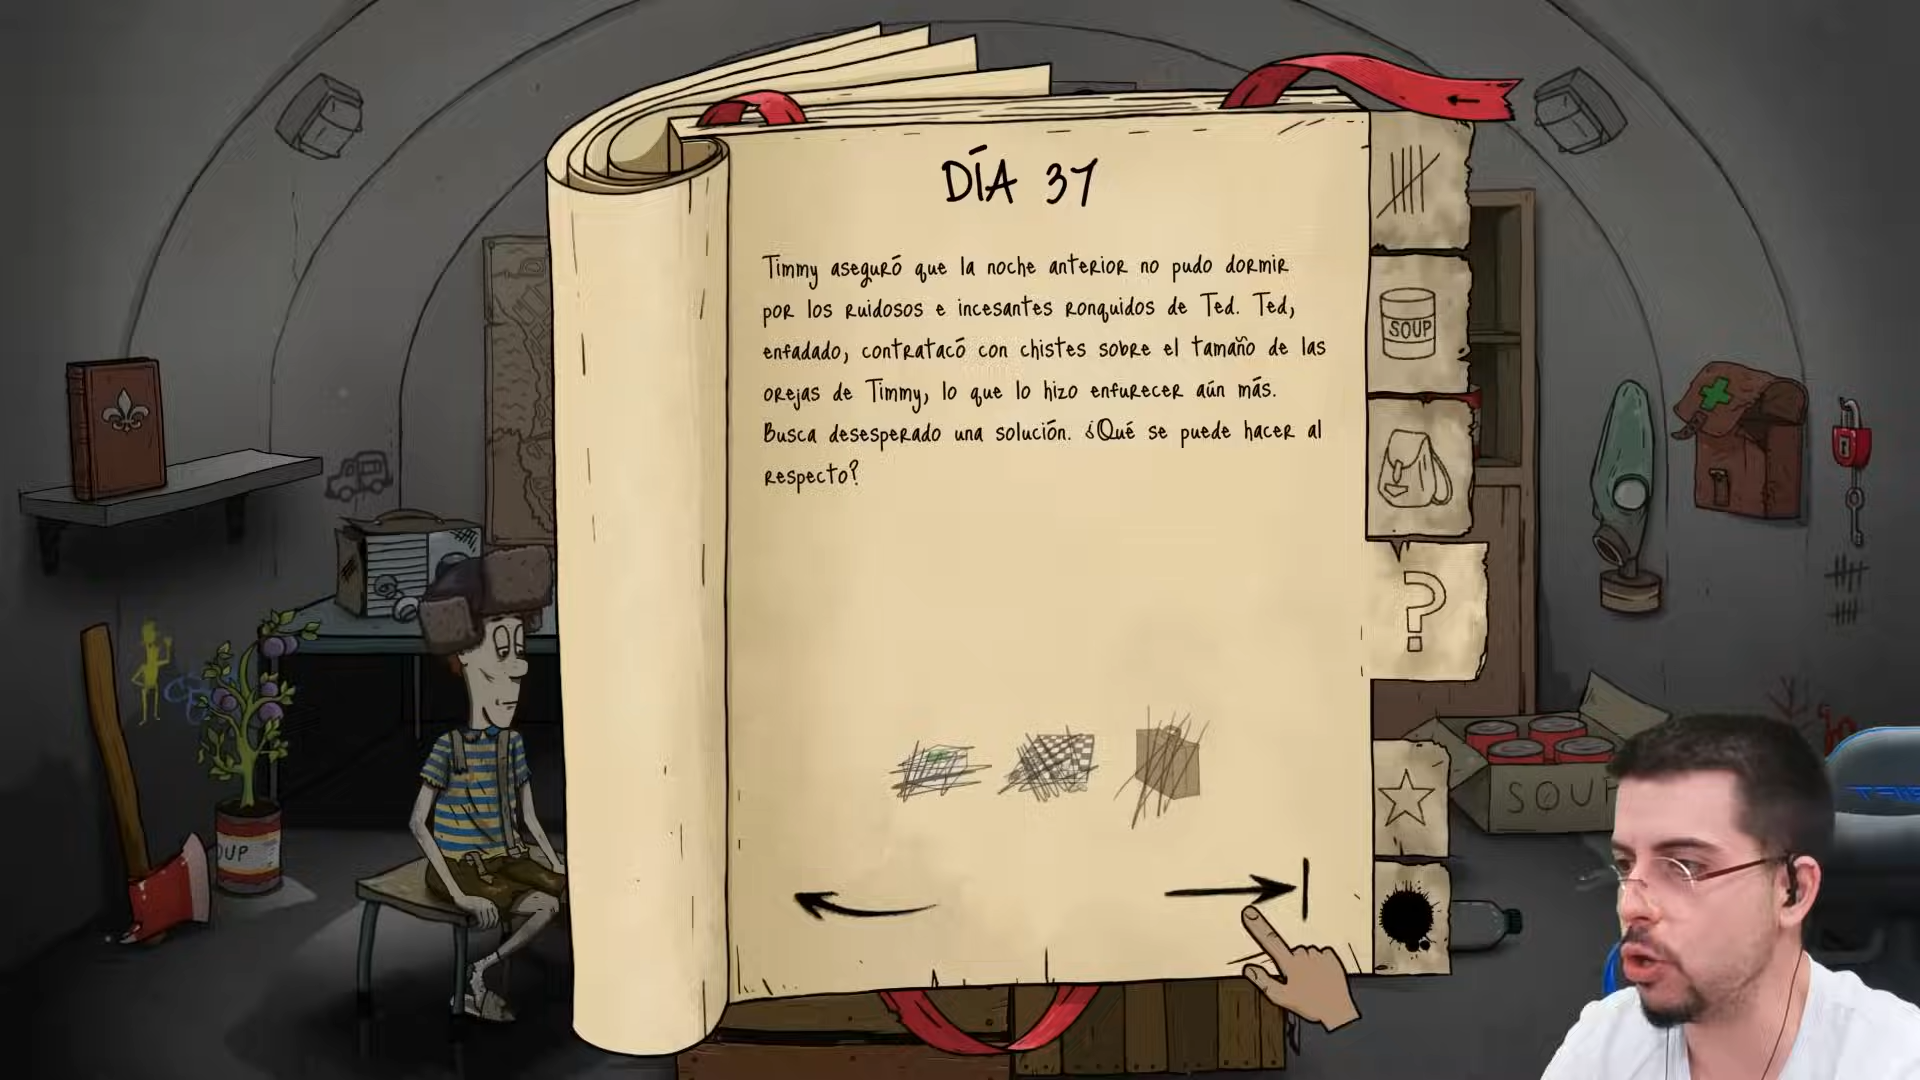 DÍA 37
Timmy aseguró que la noche anterior no pudo dormir
por los ruidosos e incesantes ronquidos de Ted. Ted,
enfadado, contratacó con chistes sobre el tamaño de las
orejas de Timmy, lo que lo hizo enfurecer aún más.
Busca desesperado una solución. ¿Qué se puede hacer al
respecto?
SOUP
?
SOUP
OUP